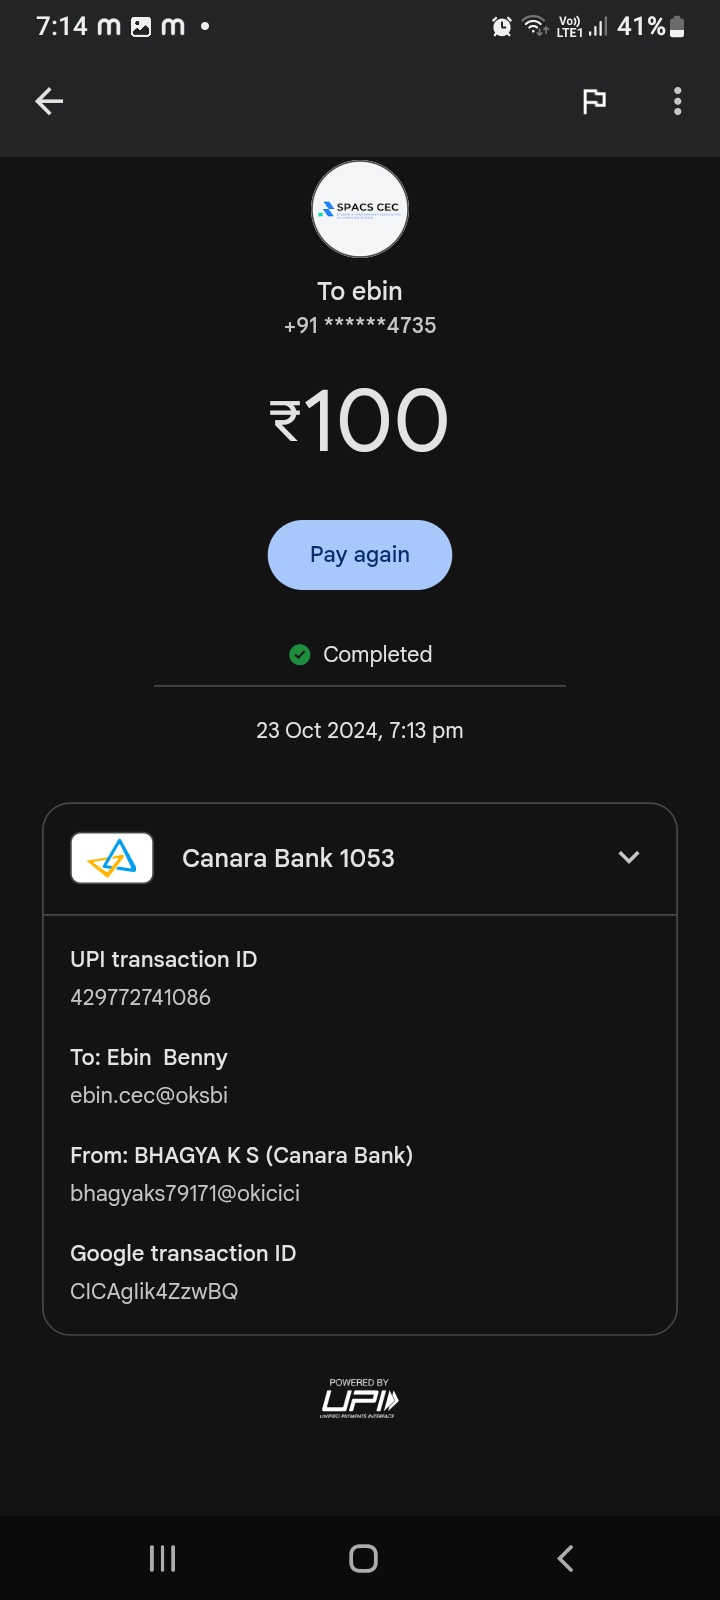 7:14
Vo))
LTE1
41%
SPACS CEC
To ebin
+91 ******4735
₹100
Pay again
Completed
23 Oct 2024, 7:13 pm
Canara Bank 1053
UPI transaction ID
429772741086
To: Ebin  Benny
ebin.cec@oksbi
From: BHAGYA K S (Canara Bank)
bhagyaks79171@okicici
Google transaction ID
CICAgIik4ZzwBQ
POWERED BY
UPI
UNIFIED PAYMENTS INTERFACE